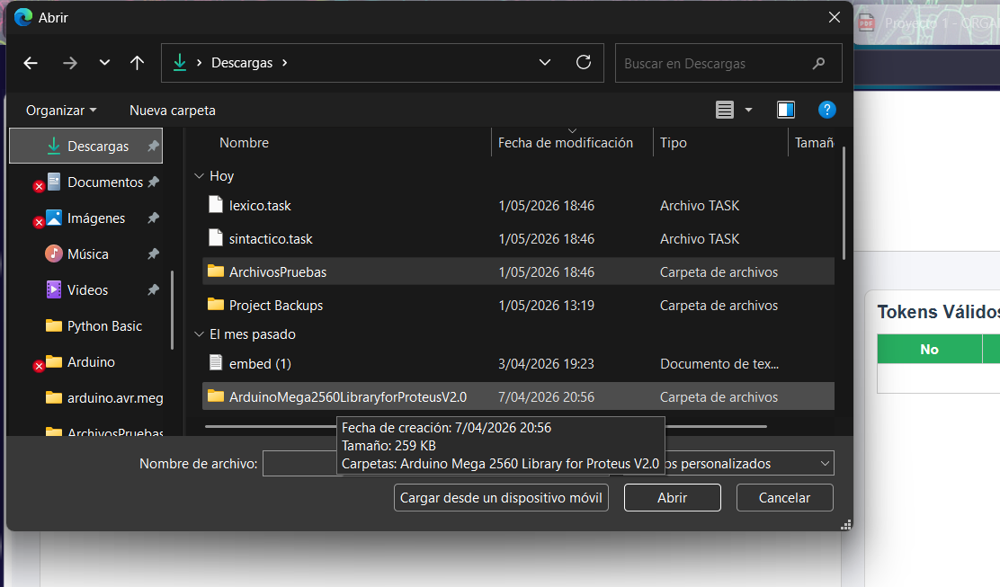 Abrir
Proyecto 1 - ORGA
Descargas
Buscar en Descargas
Organizar
Nueva carpeta
?
Descargas
Documentos
Imágenes
Música
Videos
Python Basic
Arduino
arduino.avr.meg
ArchivosPruebas
Nombre
Fecha de modificación
Tipo
Tamañ
Hoy
lexico.task 1/05/2026 18:46 Archivo TASK
sintactico.task 1/05/2026 18:46 Archivo TASK
ArchivosPruebas 1/05/2026 18:46 Carpeta de archivos
Project Backups 1/05/2026 13:19 Carpeta de archivos
El mes pasado
embed (1) 3/04/2026 19:23 Documento de tex...
ArduinoMega2560LibraryforProteusV2.0 7/04/2026 20:56 Carpeta de archivos
Fecha de creación: 7/04/2026 20:56
Tamaño: 259 KB
Carpetas: Arduino Mega 2560 Library for Proteus V2.0
Nombre de archivo:
os personalizados
Cargar desde un dispositivo móvil
Abrir
Cancelar
Tokens Válidos
No